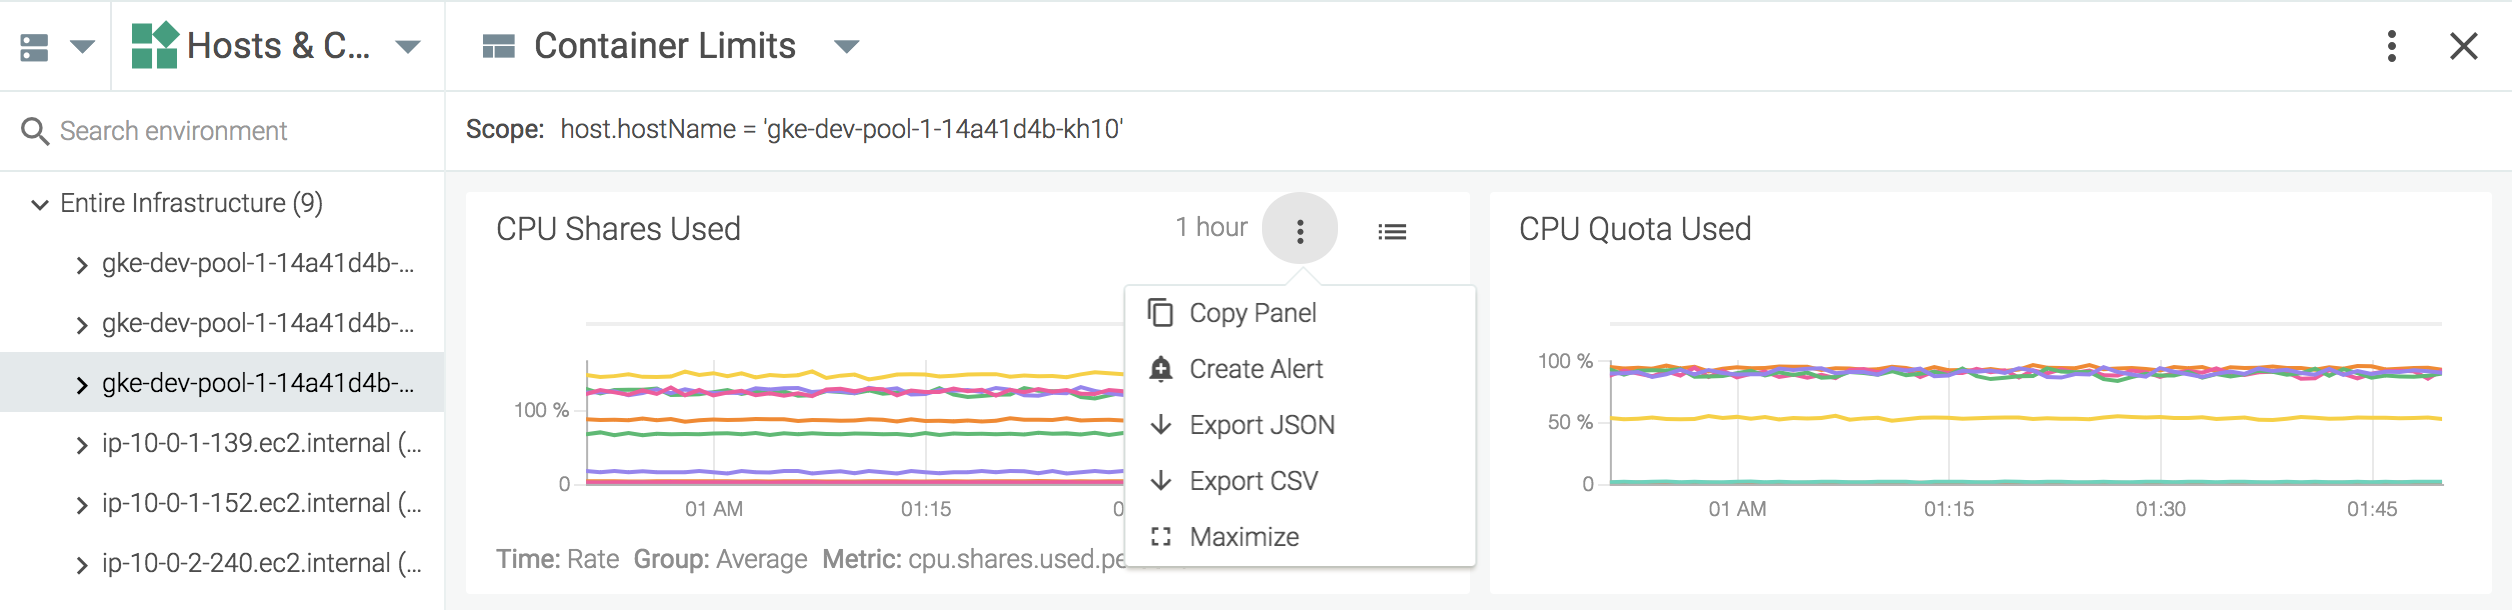 Hosts & C...
Container Limits
Search environment
Scope: host.hostName = 'gke-dev-pool-1-14a41d4b-kh10'
Entire Infrastructure (9)
gke-dev-pool-1-14a41d4b-...
gke-dev-pool-1-14a41d4b-...
gke-dev-pool-1-14a41d4b-...
ip-10-0-1-139.ec2.internal (...
ip-10-0-1-152.ec2.internal (...
ip-10-0-2-240.ec2.internal (...
CPU Shares Used
1 hour
100 %
0
01 AM 01:15
Time: Rate Group: Average Metric: cpu.shares.used.pe
Copy Panel
Create Alert
Export JSON
Export CSV
Maximize
CPU Quota Used
100 %
50 %
0
01 AM 01:15 01:30 01:45